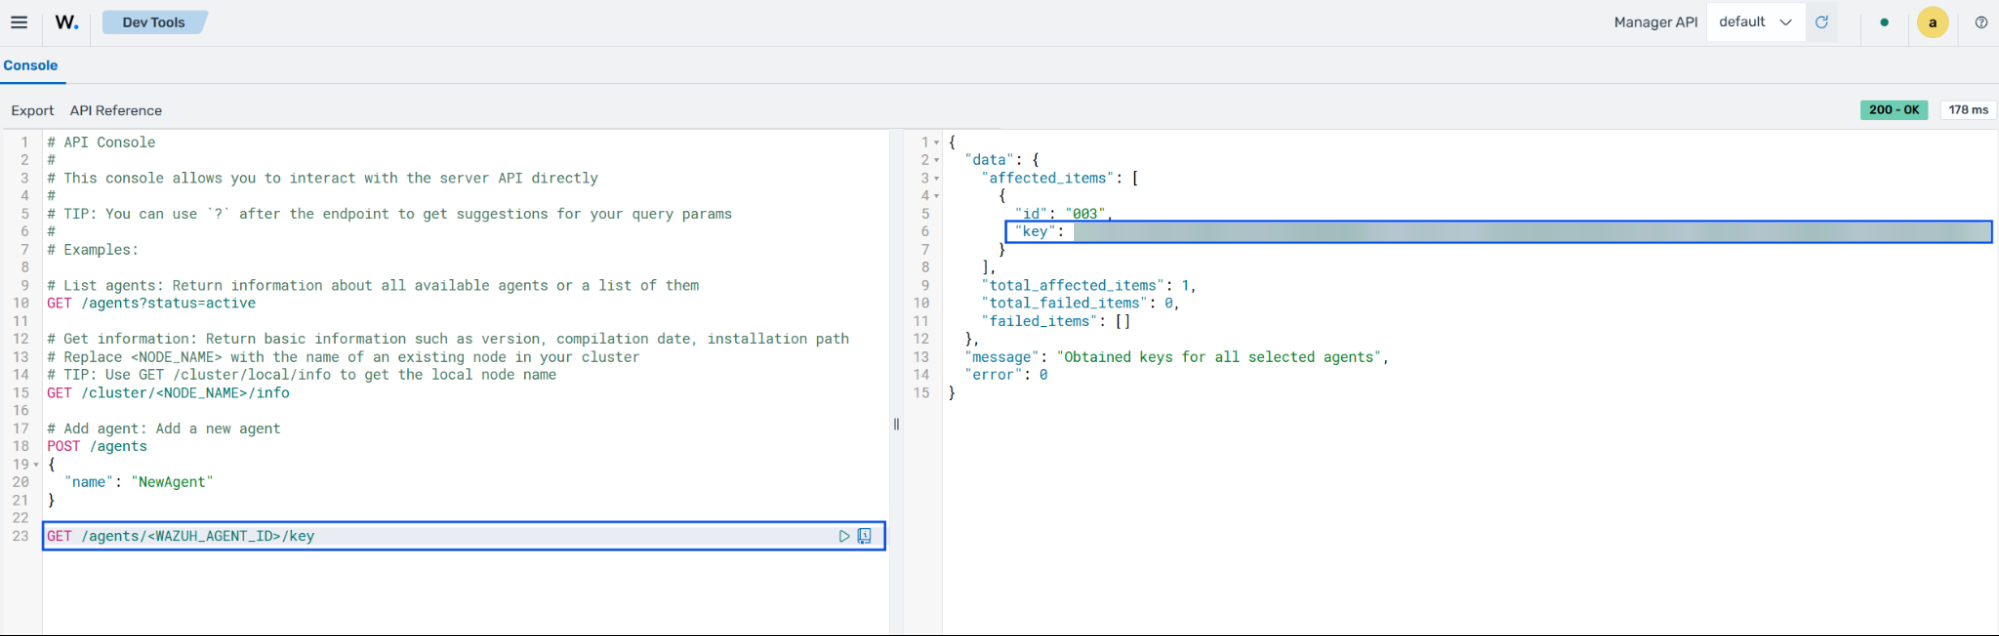 W. Dev Tools Manager API default a
Console
Export API Reference 200 - OK 178 ms
1 # API Console
2 #
3 # This console allows you to interact with the server API directly
4 #
5 # TIP: You can use `?` after the endpoint to get suggestions for your query params
6 #
7 # Examples:
8
9 # List agents: Return information about all available agents or a list of them
10 GET /agents?status=active
11
12 # Get information: Return basic information such as version, compilation date, installation path
13 # Replace <NODE_NAME> with the name of an existing node in your cluster
14 # TIP: Use GET /cluster/local/info to get the local node name
15 GET /cluster/<NODE_NAME>/info
16
17 # Add agent: Add a new agent
18 POST /agents
19 {
20 "name": "NewAgent"
21 }
22
23 GET /agents/<WAZUH_AGENT_ID>/key
1 {
2 "data": {
3 "affected_items": [
4 {
5 "id": "003",
6 "key":
7 }
8 ],
9 "total_affected_items": 1,
10 "total_failed_items": 0,
11 "failed_items": []
12 },
13 "message": "Obtained keys for all selected agents",
14 "error": 0
15 }